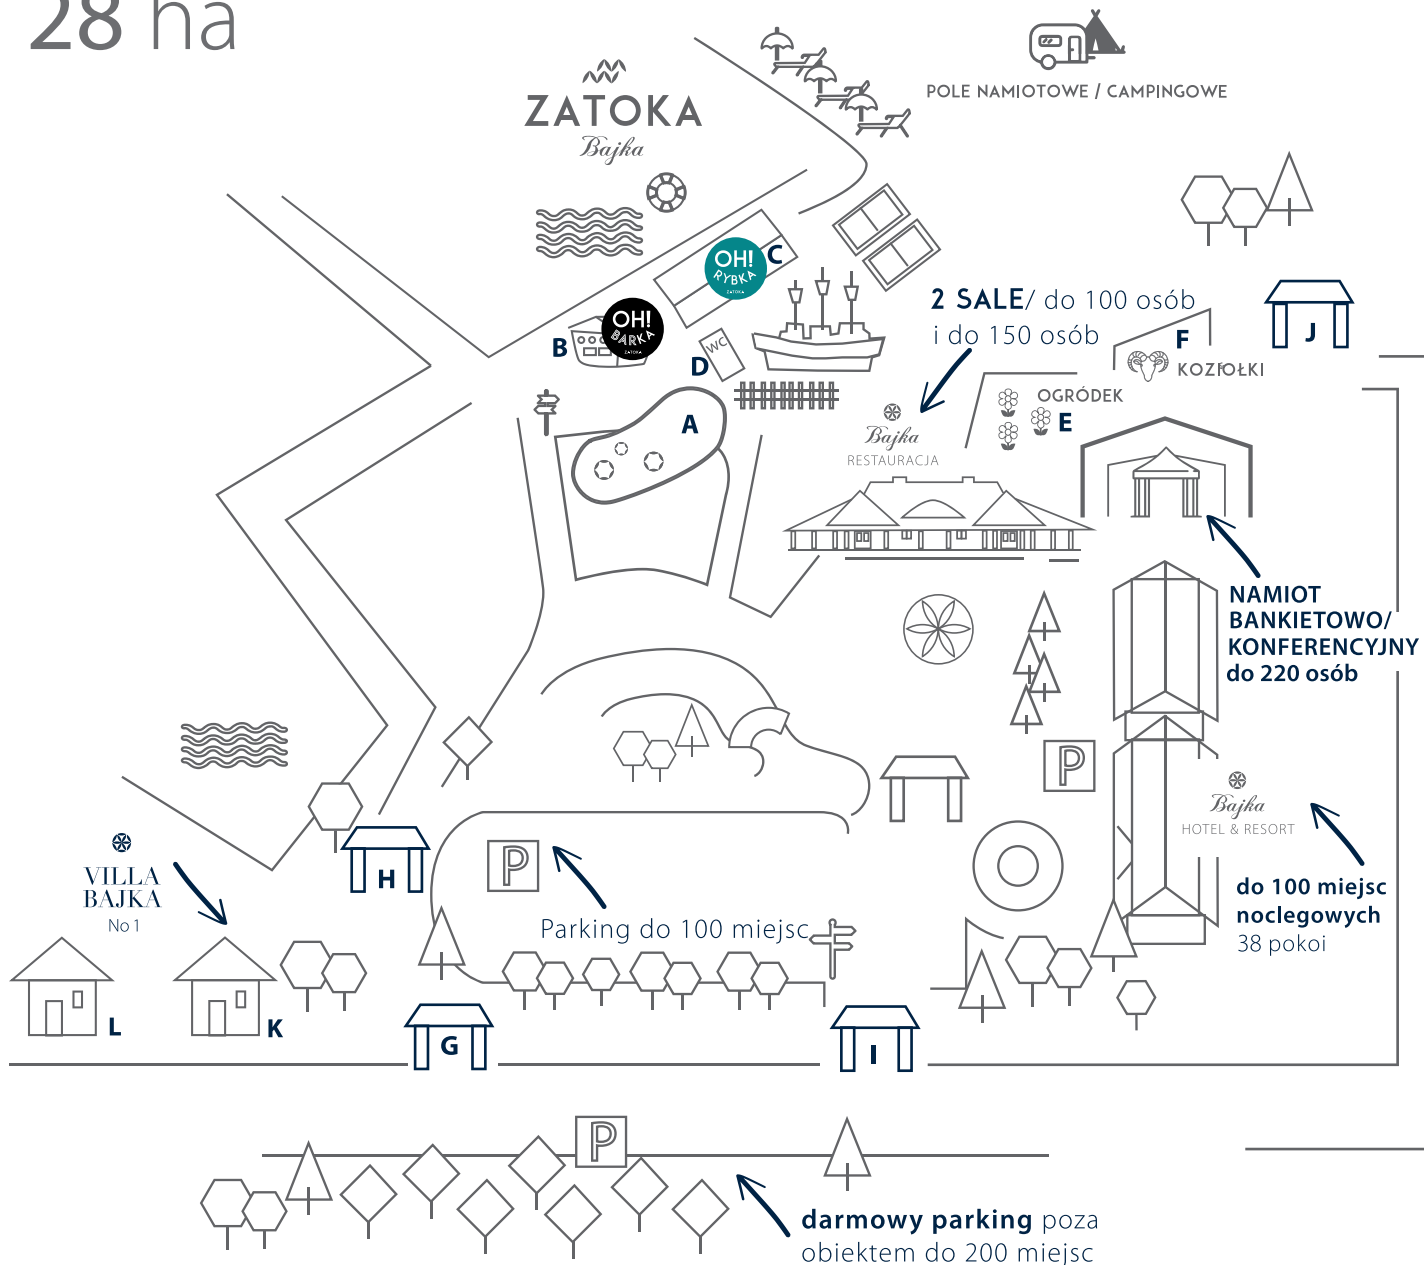 28 ha
POLE NAMIOTOWE / CAMPINGOWE
ZATOKA
Bajka
OH!
RYBKA
ZATOKA
C
2 SALE/ do 100 osób
i do 150 osób
F
J
KOZIOŁKI
OH!
BARKA
ZATOKA
B
WC
D
A
OGRÓDEK
E
Bajka
RESTAURACJA
NAMIOT
BANKIETOWO/
KONFERENCYJNY
do 220 osób
P
Bajka
HOTEL & RESORT
VILLA
BAJKA
No 1
H
P
Parking do 100 miejsc
do 100 miejsc
noclegowych
38 pokoi
L
K
G
I
P
darmowy parking poza
obiektem do 200 miejsc